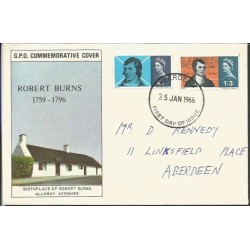 G.P.O. COMMEMORATIVE COVER
ROBERT BURNS
1759 - 1796
4D
1/3
25 JAN 1966
FIRST DAY OF ISSUE
MR D KENNEDY
11 LINKSFIELD PLACE
ABERDEEN
BIRTHPLACE OF ROBERT BURNS,
ALLOWAY, AYRSHIRE.